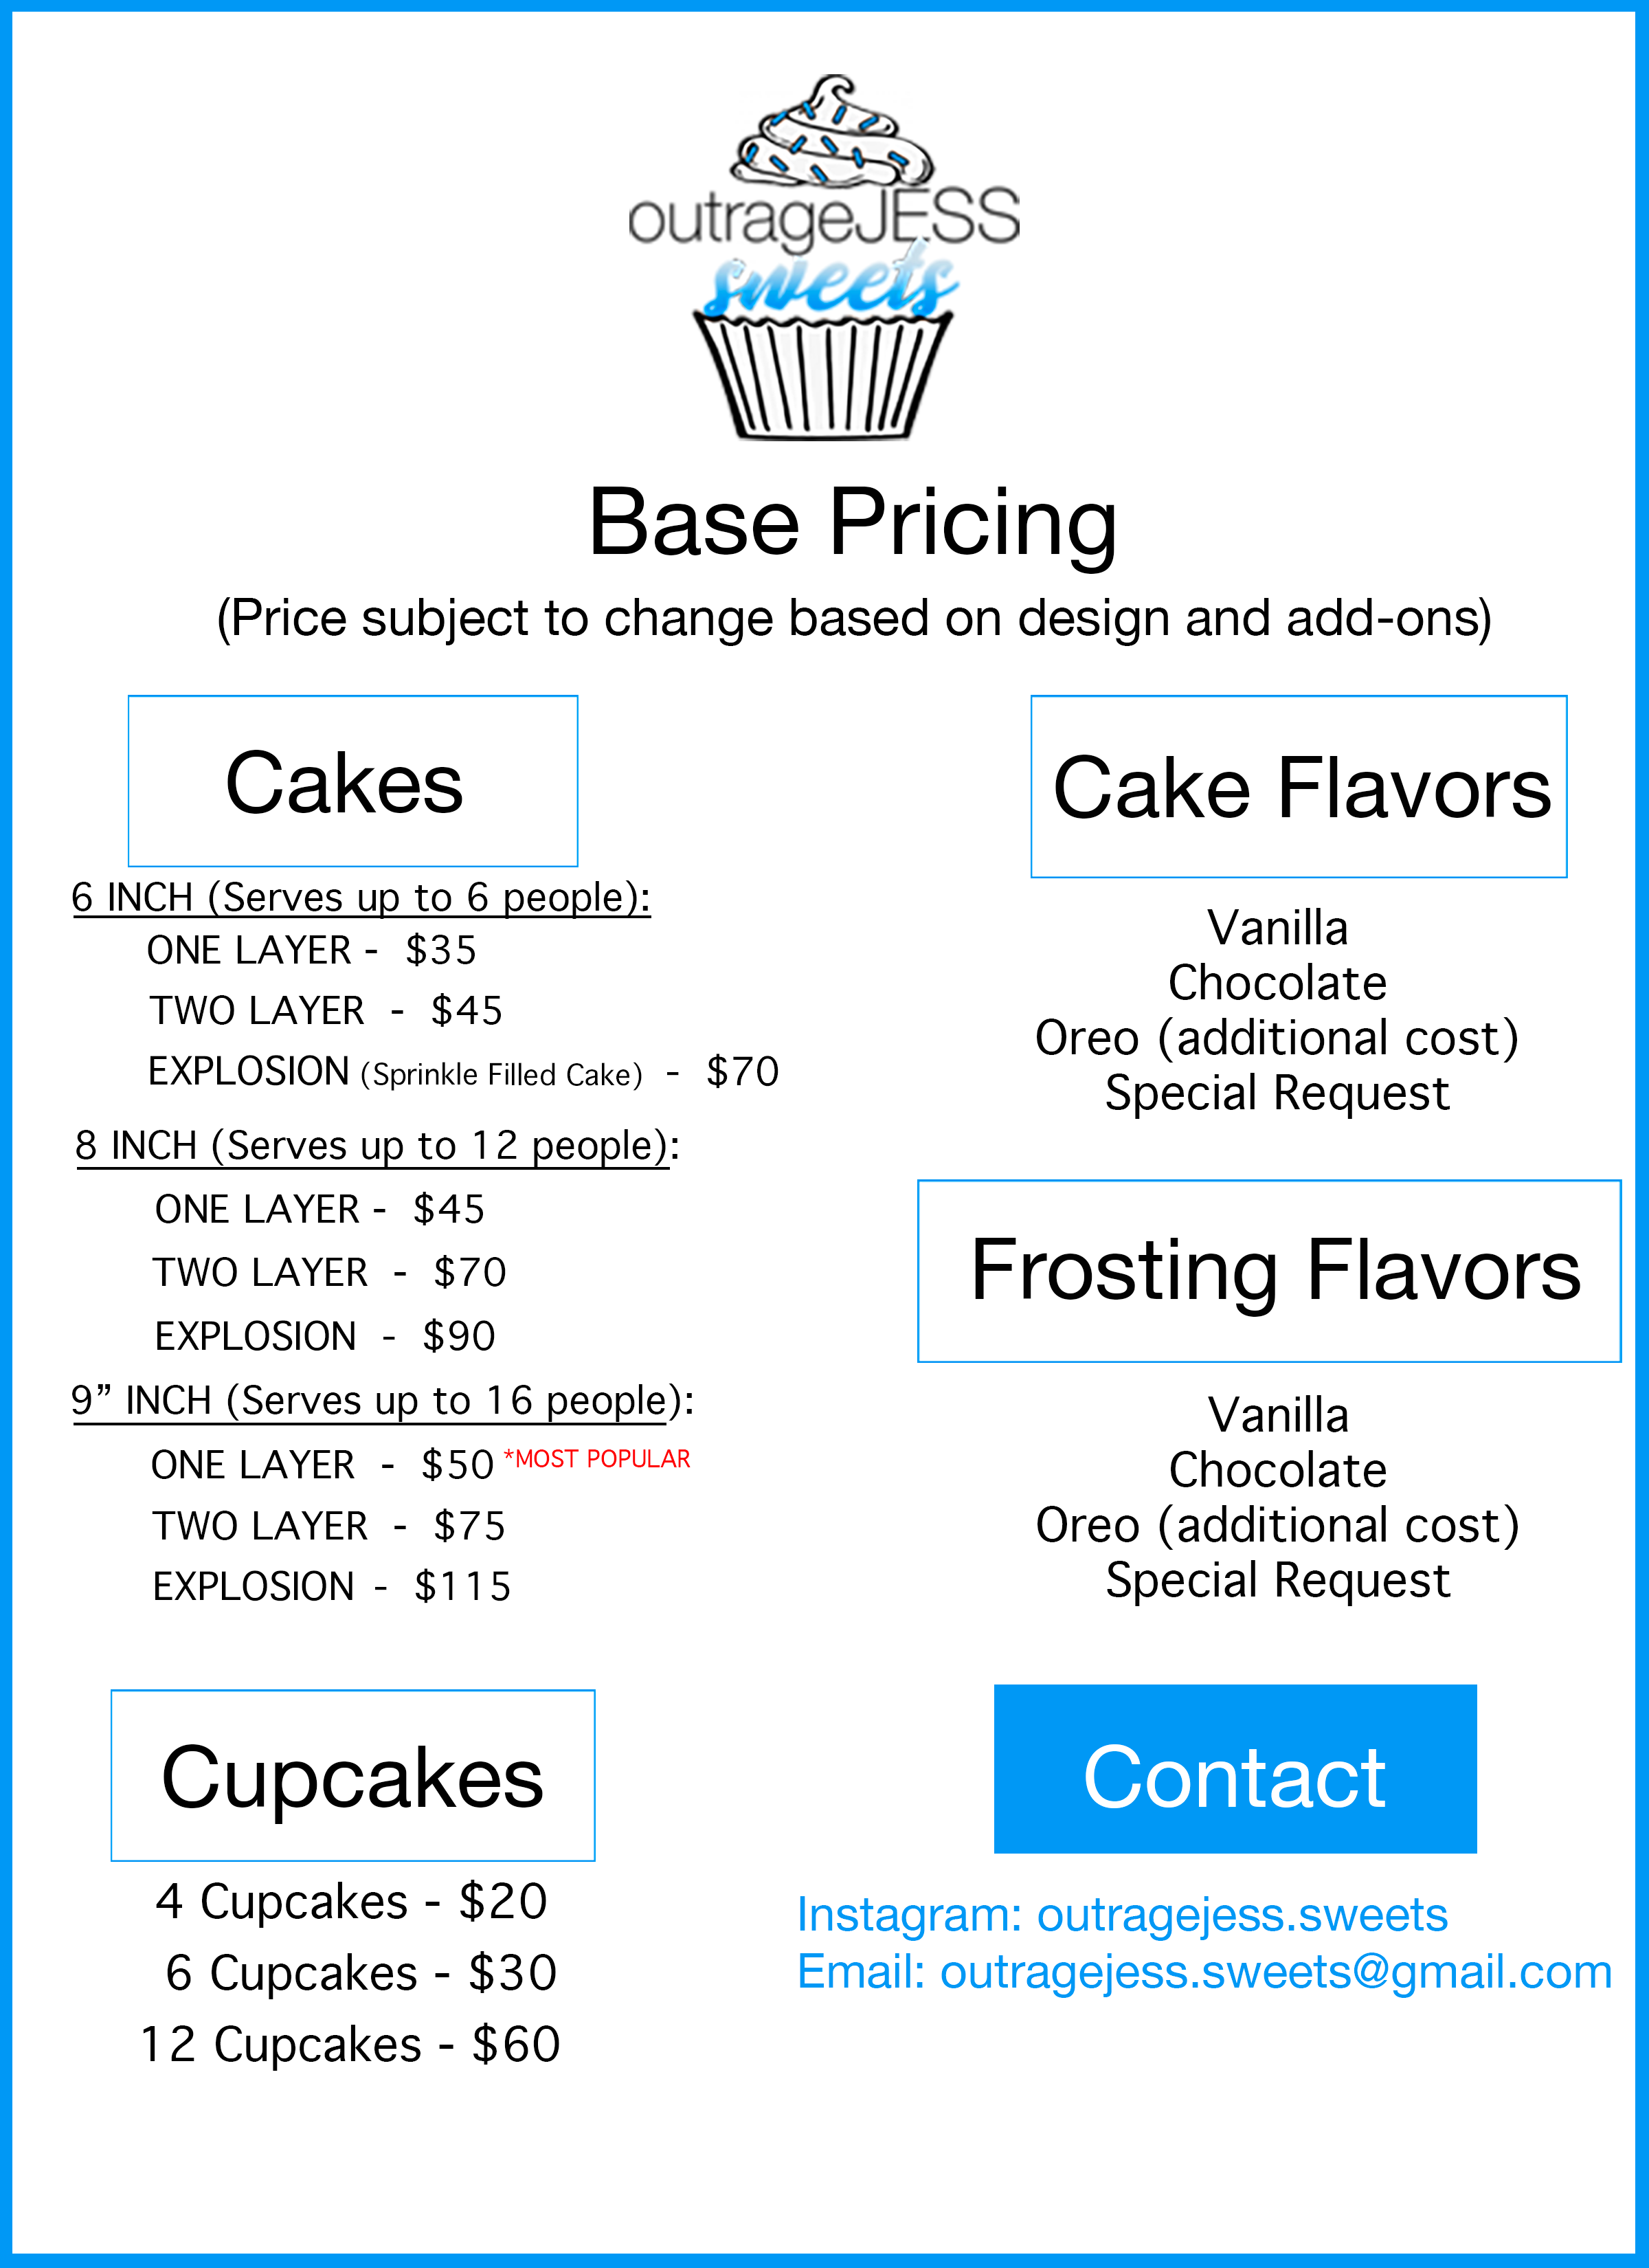 outrageJESS
sweets
Base Pricing
(Price subject to change based on design and add-ons)
Cakes
6 INCH (Serves up to 6 people):
ONE LAYER - $35
TWO LAYER - $45
EXPLOSION (Sprinkle Filled Cake) - $70
8 INCH (Serves up to 12 people):
ONE LAYER - $45
TWO LAYER - $70
EXPLOSION - $90
9” INCH (Serves up to 16 people):
ONE LAYER - $50 *MOST POPULAR
TWO LAYER - $75
EXPLOSION - $115
Cupcakes
4 Cupcakes - $20
6 Cupcakes - $30
12 Cupcakes - $60
Cake Flavors
Vanilla
Chocolate
Oreo (additional cost)
Special Request
Frosting Flavors
Vanilla
Chocolate
Oreo (additional cost)
Special Request
Contact
Instagram: outragejess.sweets
Email: outragejess.sweets@gmail.com